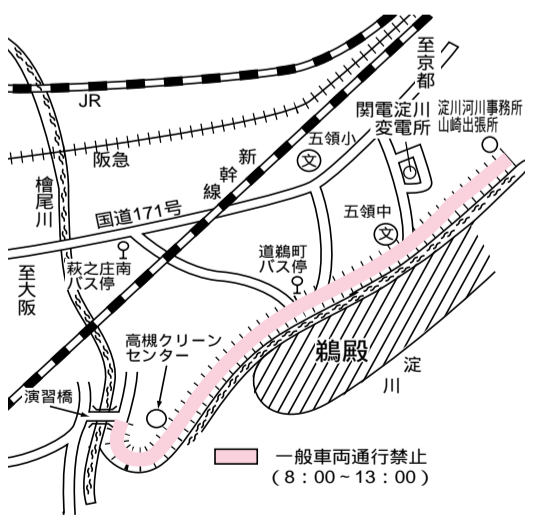 至京都
JR
関電淀川
変電所
淀川河川事務所
山崎出張所
五領小
文
新幹線
阪急
檜尾川
国道171号
五領中
文
道鵜町
バス停
萩之庄南
バス停
至大阪
高槻クリーン
センター
鵜殿
淀川
演習橋
一般車両通行禁止
（8：00～13：00）